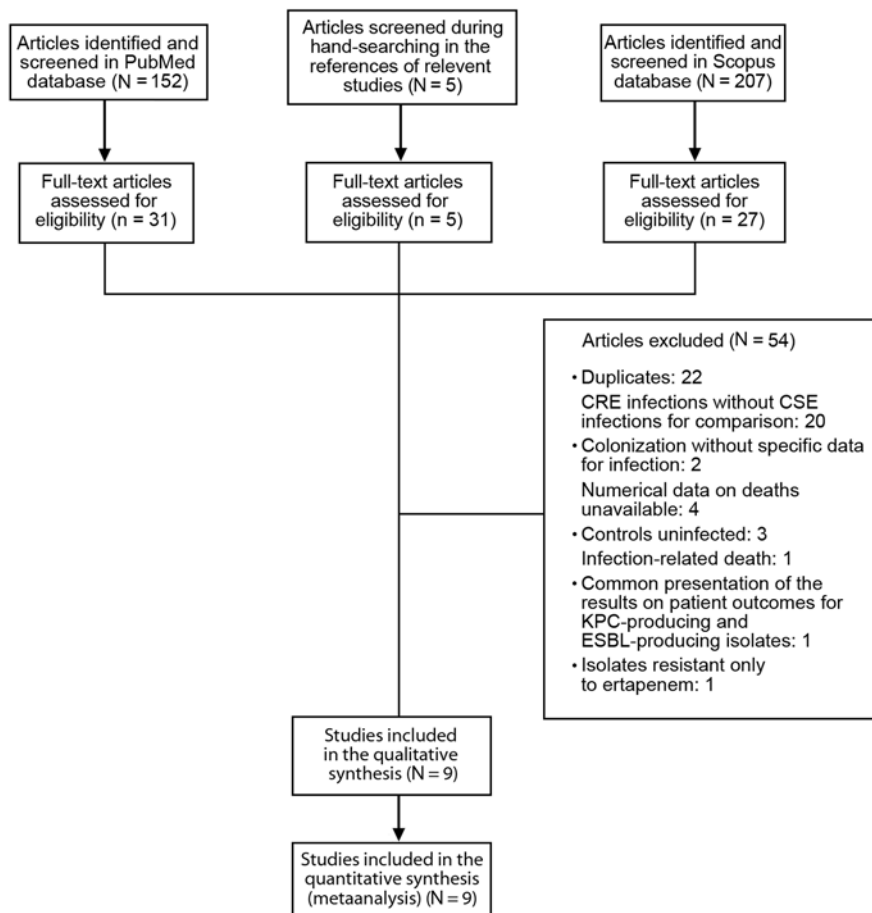 Articles identified and
screened in PubMed
database (N = 152)
Articles screened during
hand-searching in the
references of relevent
studies (N = 5)
Articles identified and
screened in Scopus
database (N = 207)
Full-text articles
assessed for
eligibility (n = 31)
Full-text articles
assessed for
eligibility (n = 5)
Full-text articles
assessed for
eligibility (n = 27)
Articles excluded (N = 54)
• Duplicates: 22
CRE infections without CSE
infections for comparison: 20
• Colonization without specific data
for infection: 2
Numerical data on deaths
unavailable: 4
• Controls uninfected: 3
Infection-related death: 1
• Common presentation of the
results on patient outcomes for
KPC-producing and
ESBL-producing isolates: 1
• Isolates resistant only
to ertapenem: 1
Studies included
in the qualitative
synthesis (N = 9)
Studies included in the
quantitative synthesis
(metaanalysis) (N = 9)